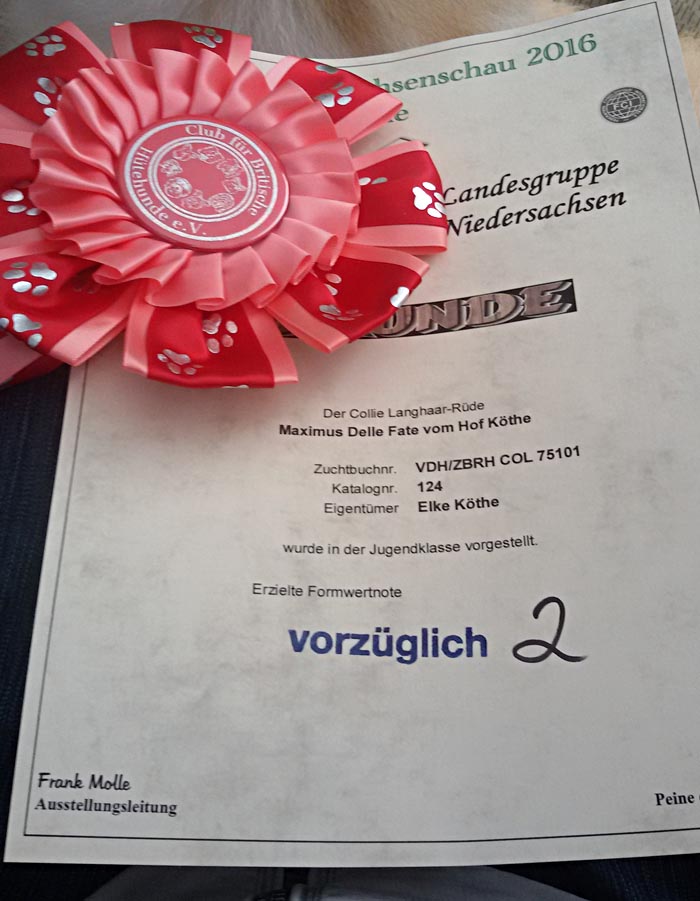 Club für Britische
Hütehunde e.V.
2016
FCI
Landesgruppe
Niedersachsen
Der Collie Langhaar-Rüde
Maximus Delle Fate vom Hof Köthe
Zuchtbuchnr. VDH/ZBRH COL 75101
Katalognr. 124
Eigentümer Elke Köthe
wurde in der Jugendklasse vorgestellt.
Erzielte Formwertnote
vorzüglich 2
Frank Molle
Ausstellungsleitung
Peine